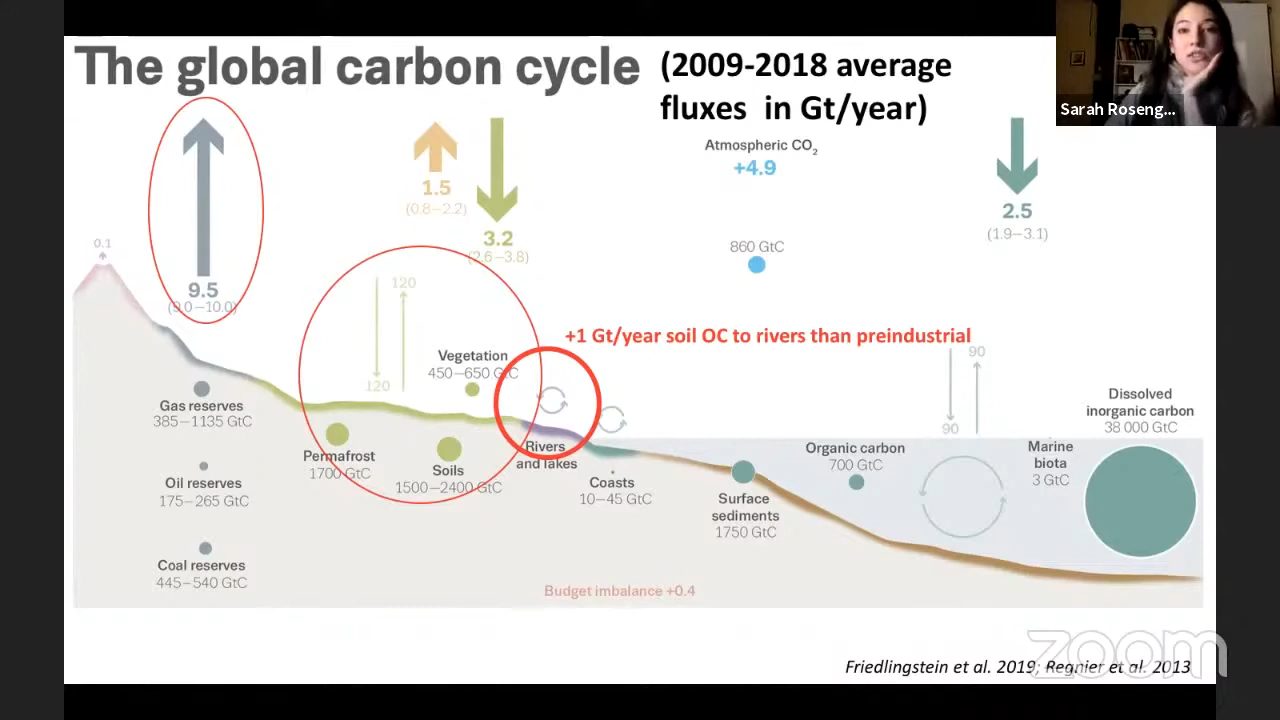 The global carbon cycle
(2009-2018 average
fluxes in Gt/year)
Sarah Roseng...
Atmospheric CO2
+4.9
860 GtC
1.5
(0.8–2.2)
3.2
(2.6–3.8)
2.5
(1.9–3.1)
0.1
9.5
(9.0–10.0)
120
120
+1 Gt/year soil OC to rivers than preindustrial
90
90
Vegetation
450–650 GtC
Gas reserves
385–1135 GtC
Oil reserves
175–265 GtC
Coal reserves
445–540 GtC
Permafrost
1700 GtC
Soils
1500–2400 GtC
Rivers
and lakes
Coasts
10–45 GtC
Surface
sediments
1750 GtC
Organic carbon
700 GtC
Marine
biota
3 GtC
Dissolved
inorganic carbon
38 000 GtC
Budget imbalance +0.4
zoom
Friedlingstein et al. 2019; Regnier et al. 2013